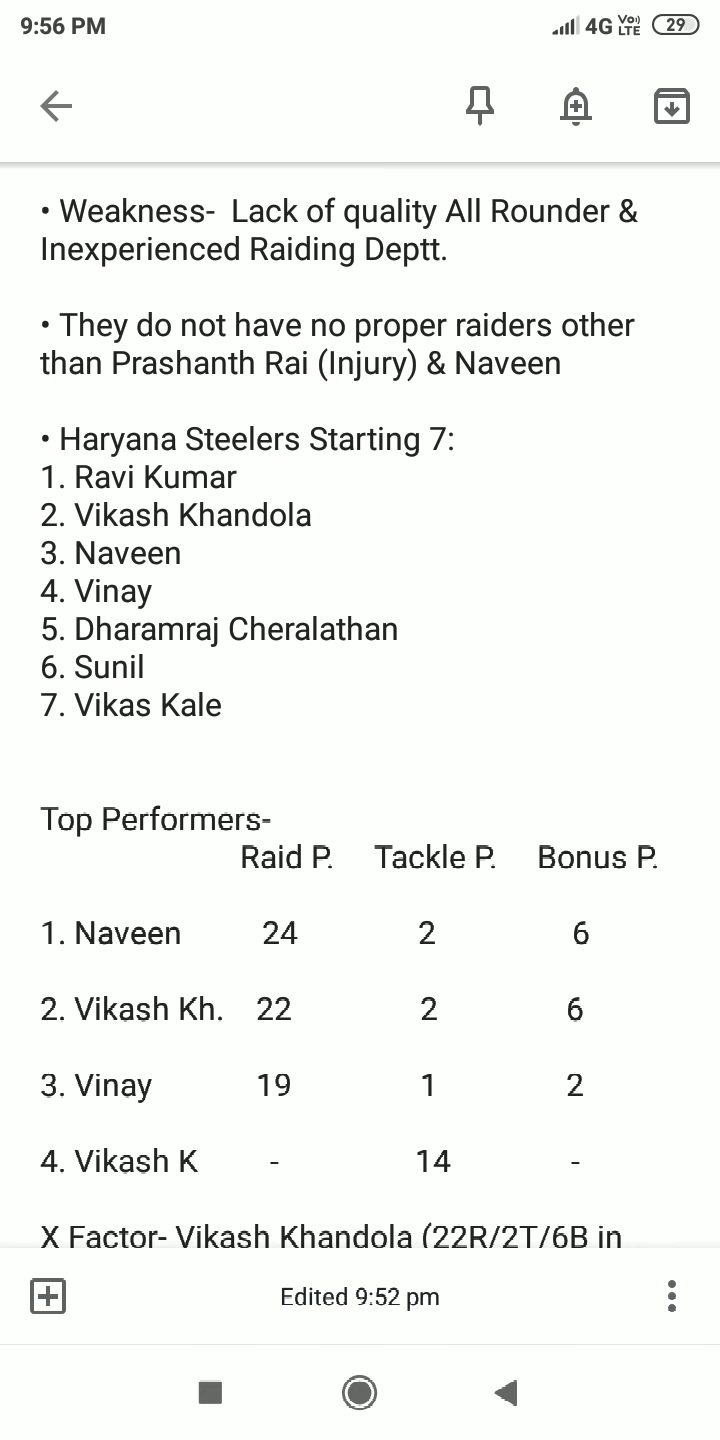 9:56 PM
4G Vo) LTE 29
• Weakness-  Lack of quality All Rounder &
Inexperienced Raiding Deptt.
• They do not have no proper raiders other
than Prashanth Rai (Injury) & Naveen
• Haryana Steelers Starting 7:
1. Ravi Kumar
2. Vikash Khandola
3. Naveen
4. Vinay
5. Dharamraj Cheralathan
6. Sunil
7. Vikas Kale
Top Performers-
Raid P. Tackle P. Bonus P.
1. Naveen 24 2 6
2. Vikash Kh. 22 2 6
3. Vinay 19 1 2
4. Vikash K - 14 -
X Factor- Vikash Khandola (22R/2T/6B in
Edited 9:52 pm